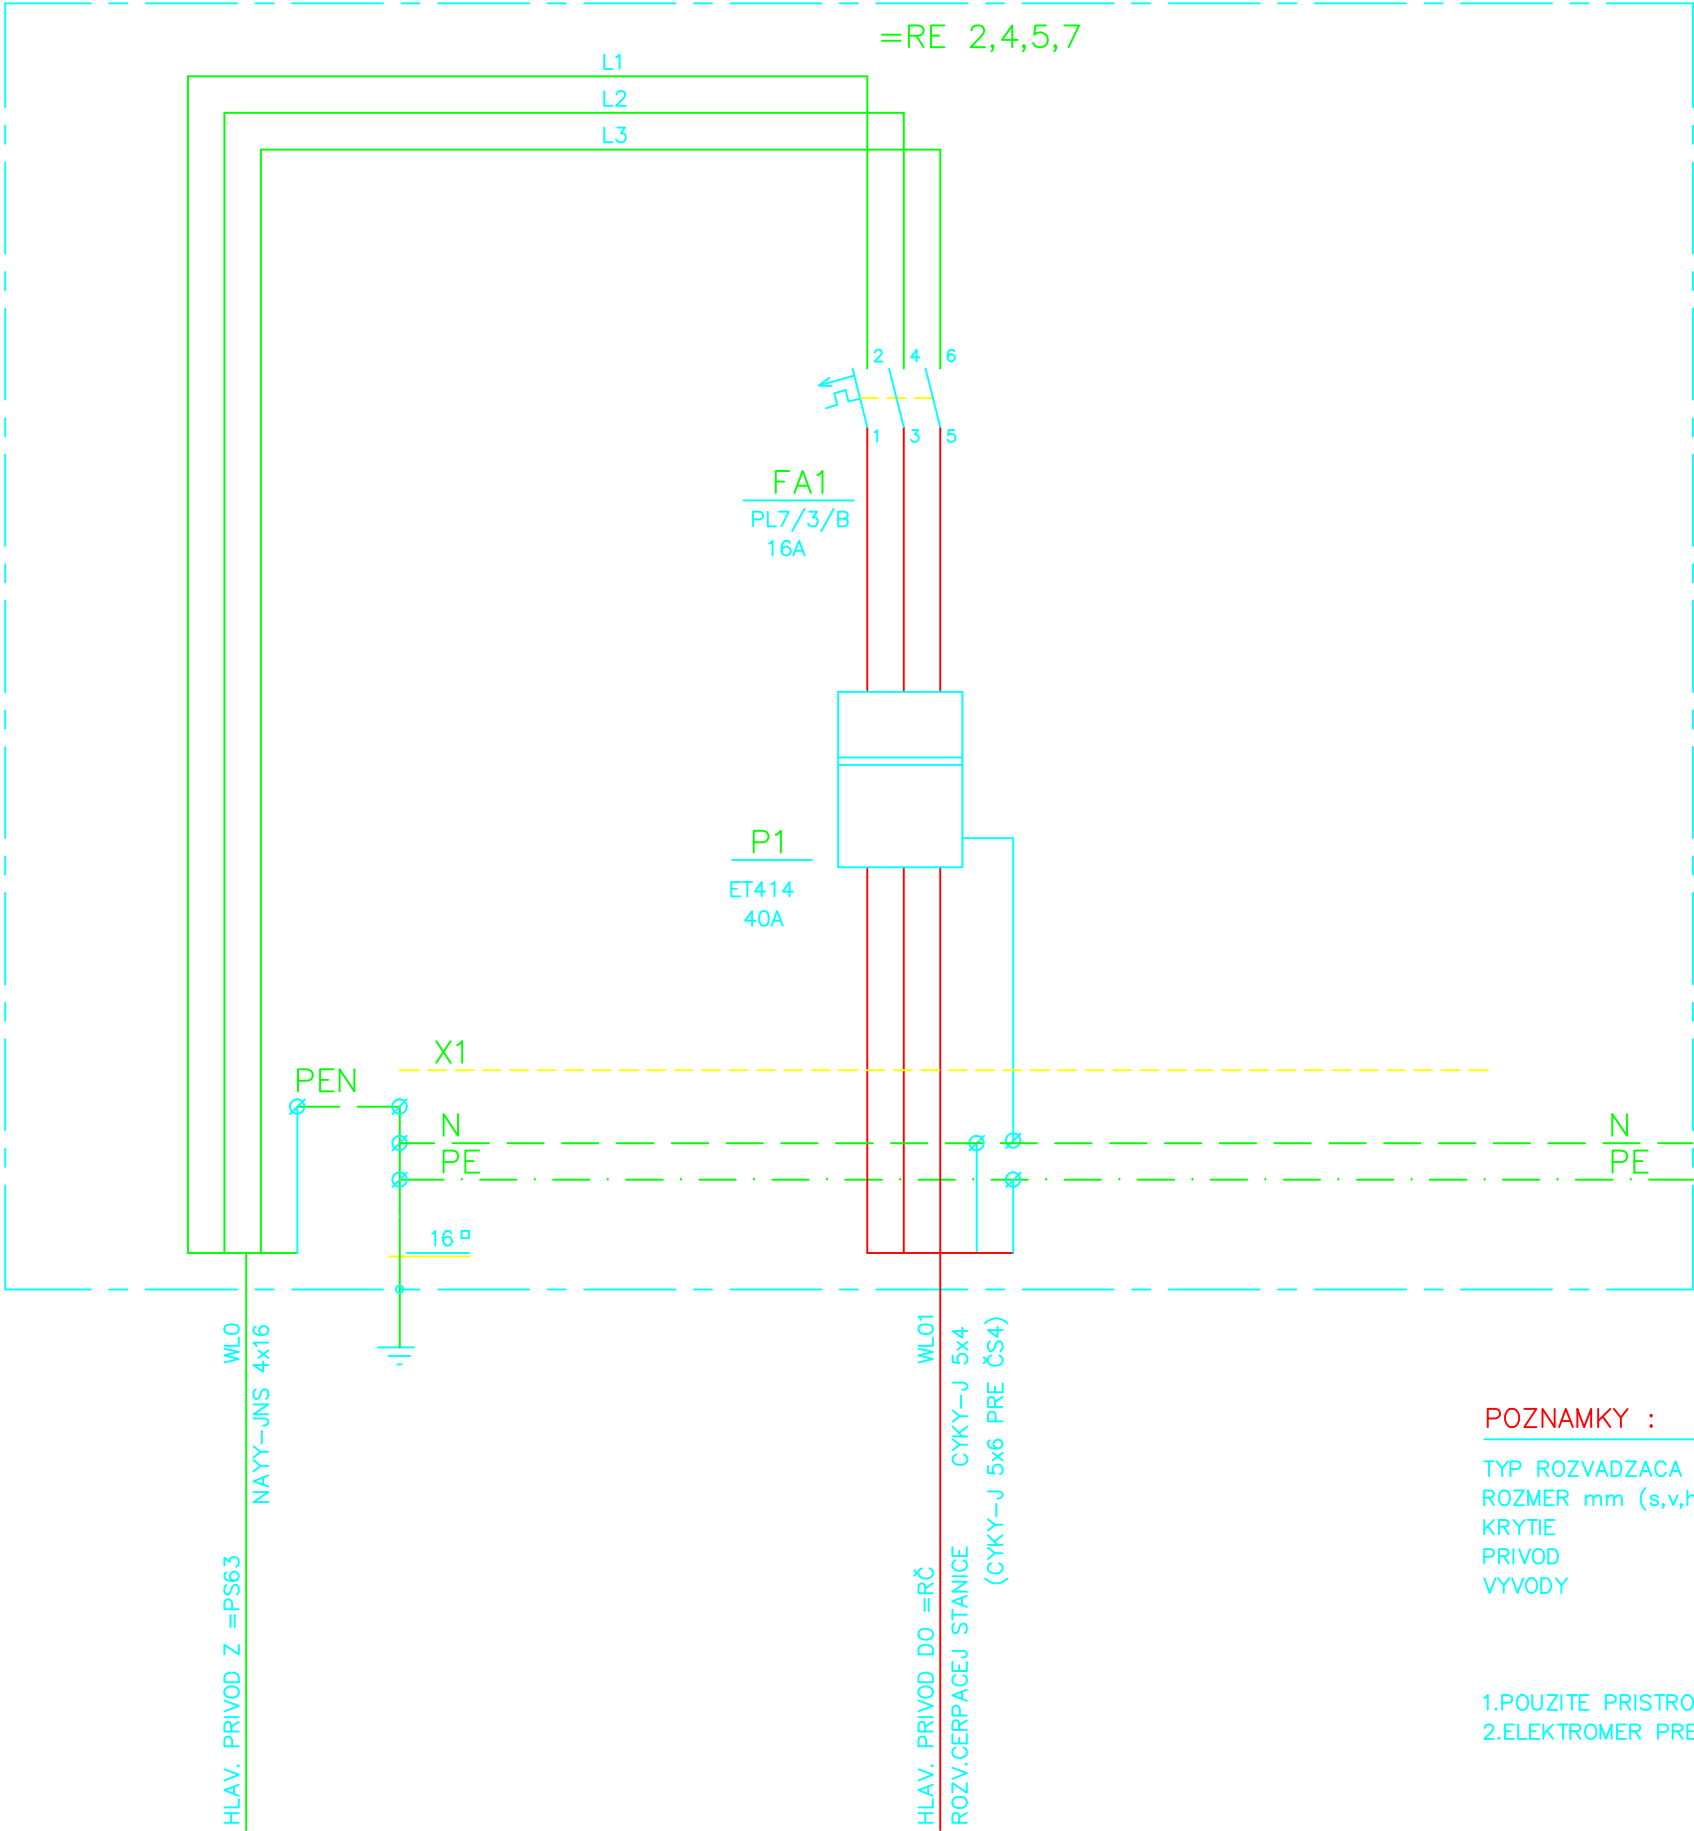 =RE 2,4,5,7
L1
L2
L3
2 4 6
1 3 5
FA1
PL7/3/B
16A
P1
ET414
40A
X1
PEN
N
N
PE
PE
16
WL0
NAYY-JNS 4x16
HLAV. PRIVOD Z =PS63
WL01
CYKY-J 5x4
(CYKY-J 5x6 PRE ČS4)
HLAV. PRIVOD DO =RČ
ROZV.CERPACEJ STANICE
POZNAMKY :
TYP ROZVADZACA
ROZMER mm (s,v,h
KRYTIE
PRIVOD
VYVODY
1.POUZITE PRISTRO
2.ELEKTROMER PRE